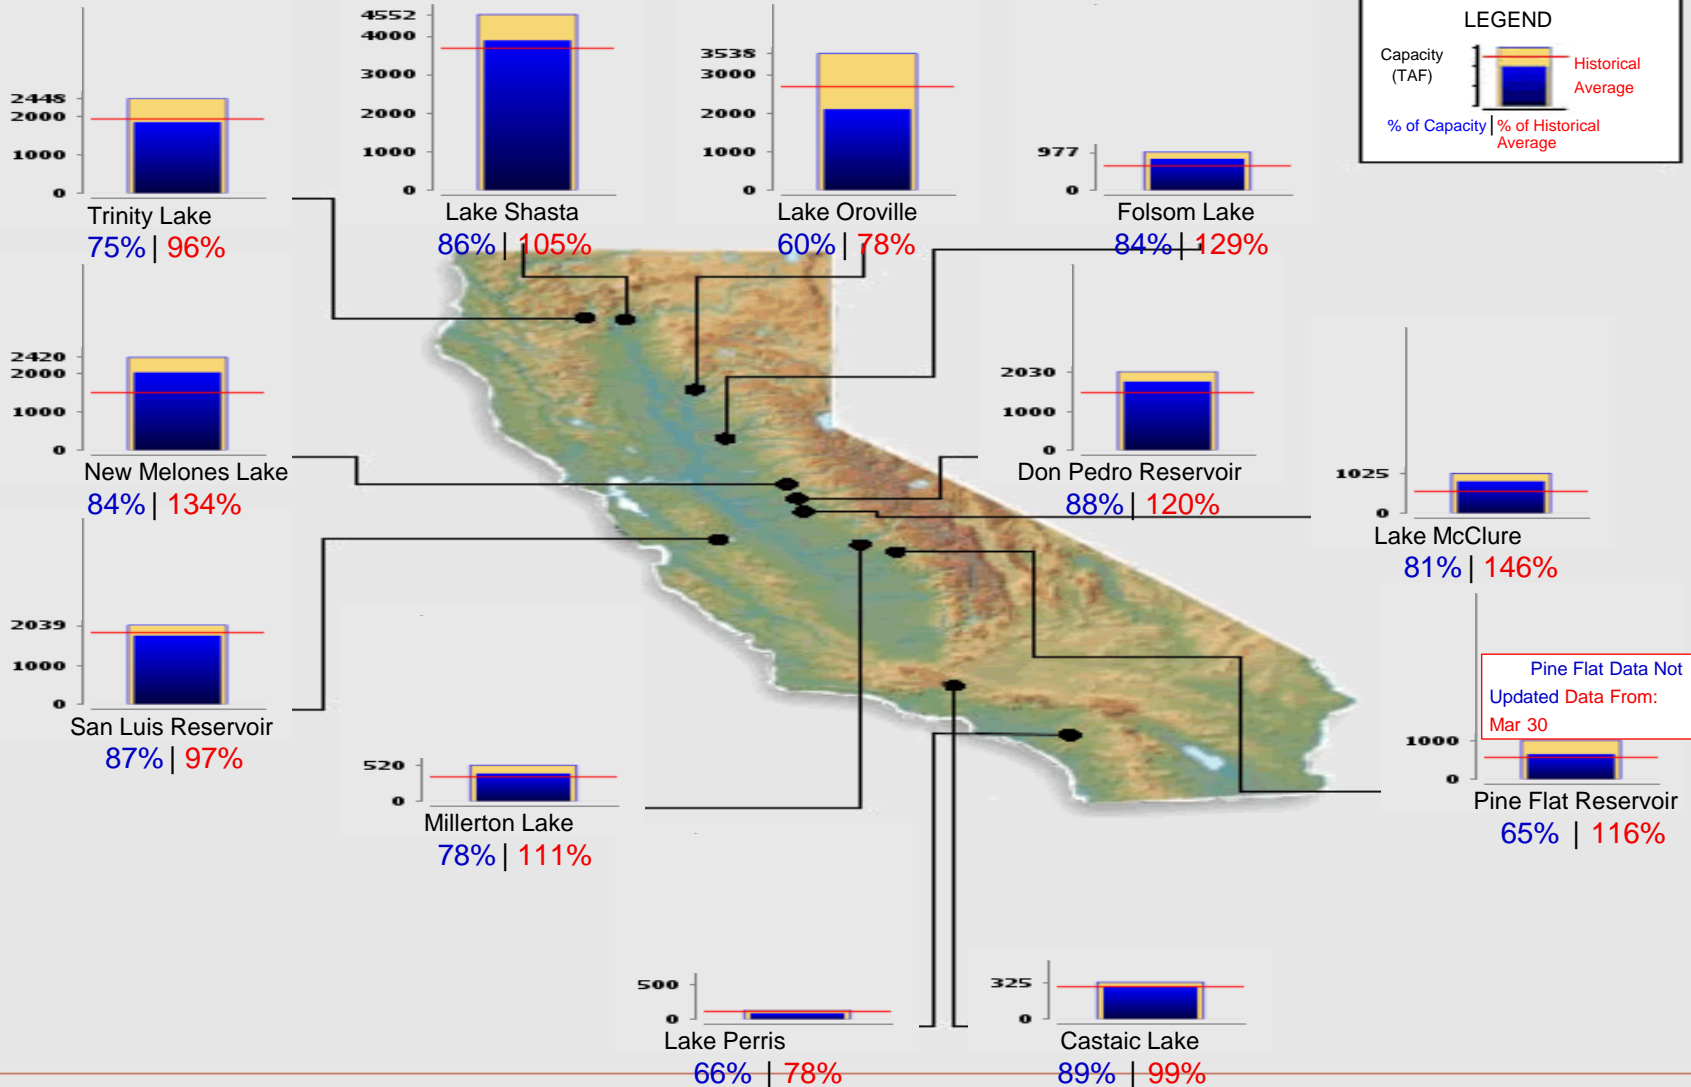 4552
4000
3000
2000
1000
0
Lake Shasta
86% | 105%
3538
3000
2000
1000
0
Lake Oroville
60% | 78%
977
0
Folsom Lake
84% | 129%
LEGEND
Capacity
(TAF)
Historical
Average
% of Capacity | % of Historical
Average
2448
2000
1000
0
Trinity Lake
75% | 96%
2420
2000
1000
0
New Melones Lake
84% | 134%
2030
1000
0
Don Pedro Reservoir
88% | 120%
1025
0
Lake McClure
81% | 146%
2039
1000
0
San Luis Reservoir
87% | 97%
520
0
Millerton Lake
78% | 111%
Pine Flat Data Not
Updated Data From:
Mar 30
1000
0
Pine Flat Reservoir
65% | 116%
500
0
Lake Perris
66% | 78%
325
0
Castaic Lake
89% | 99%